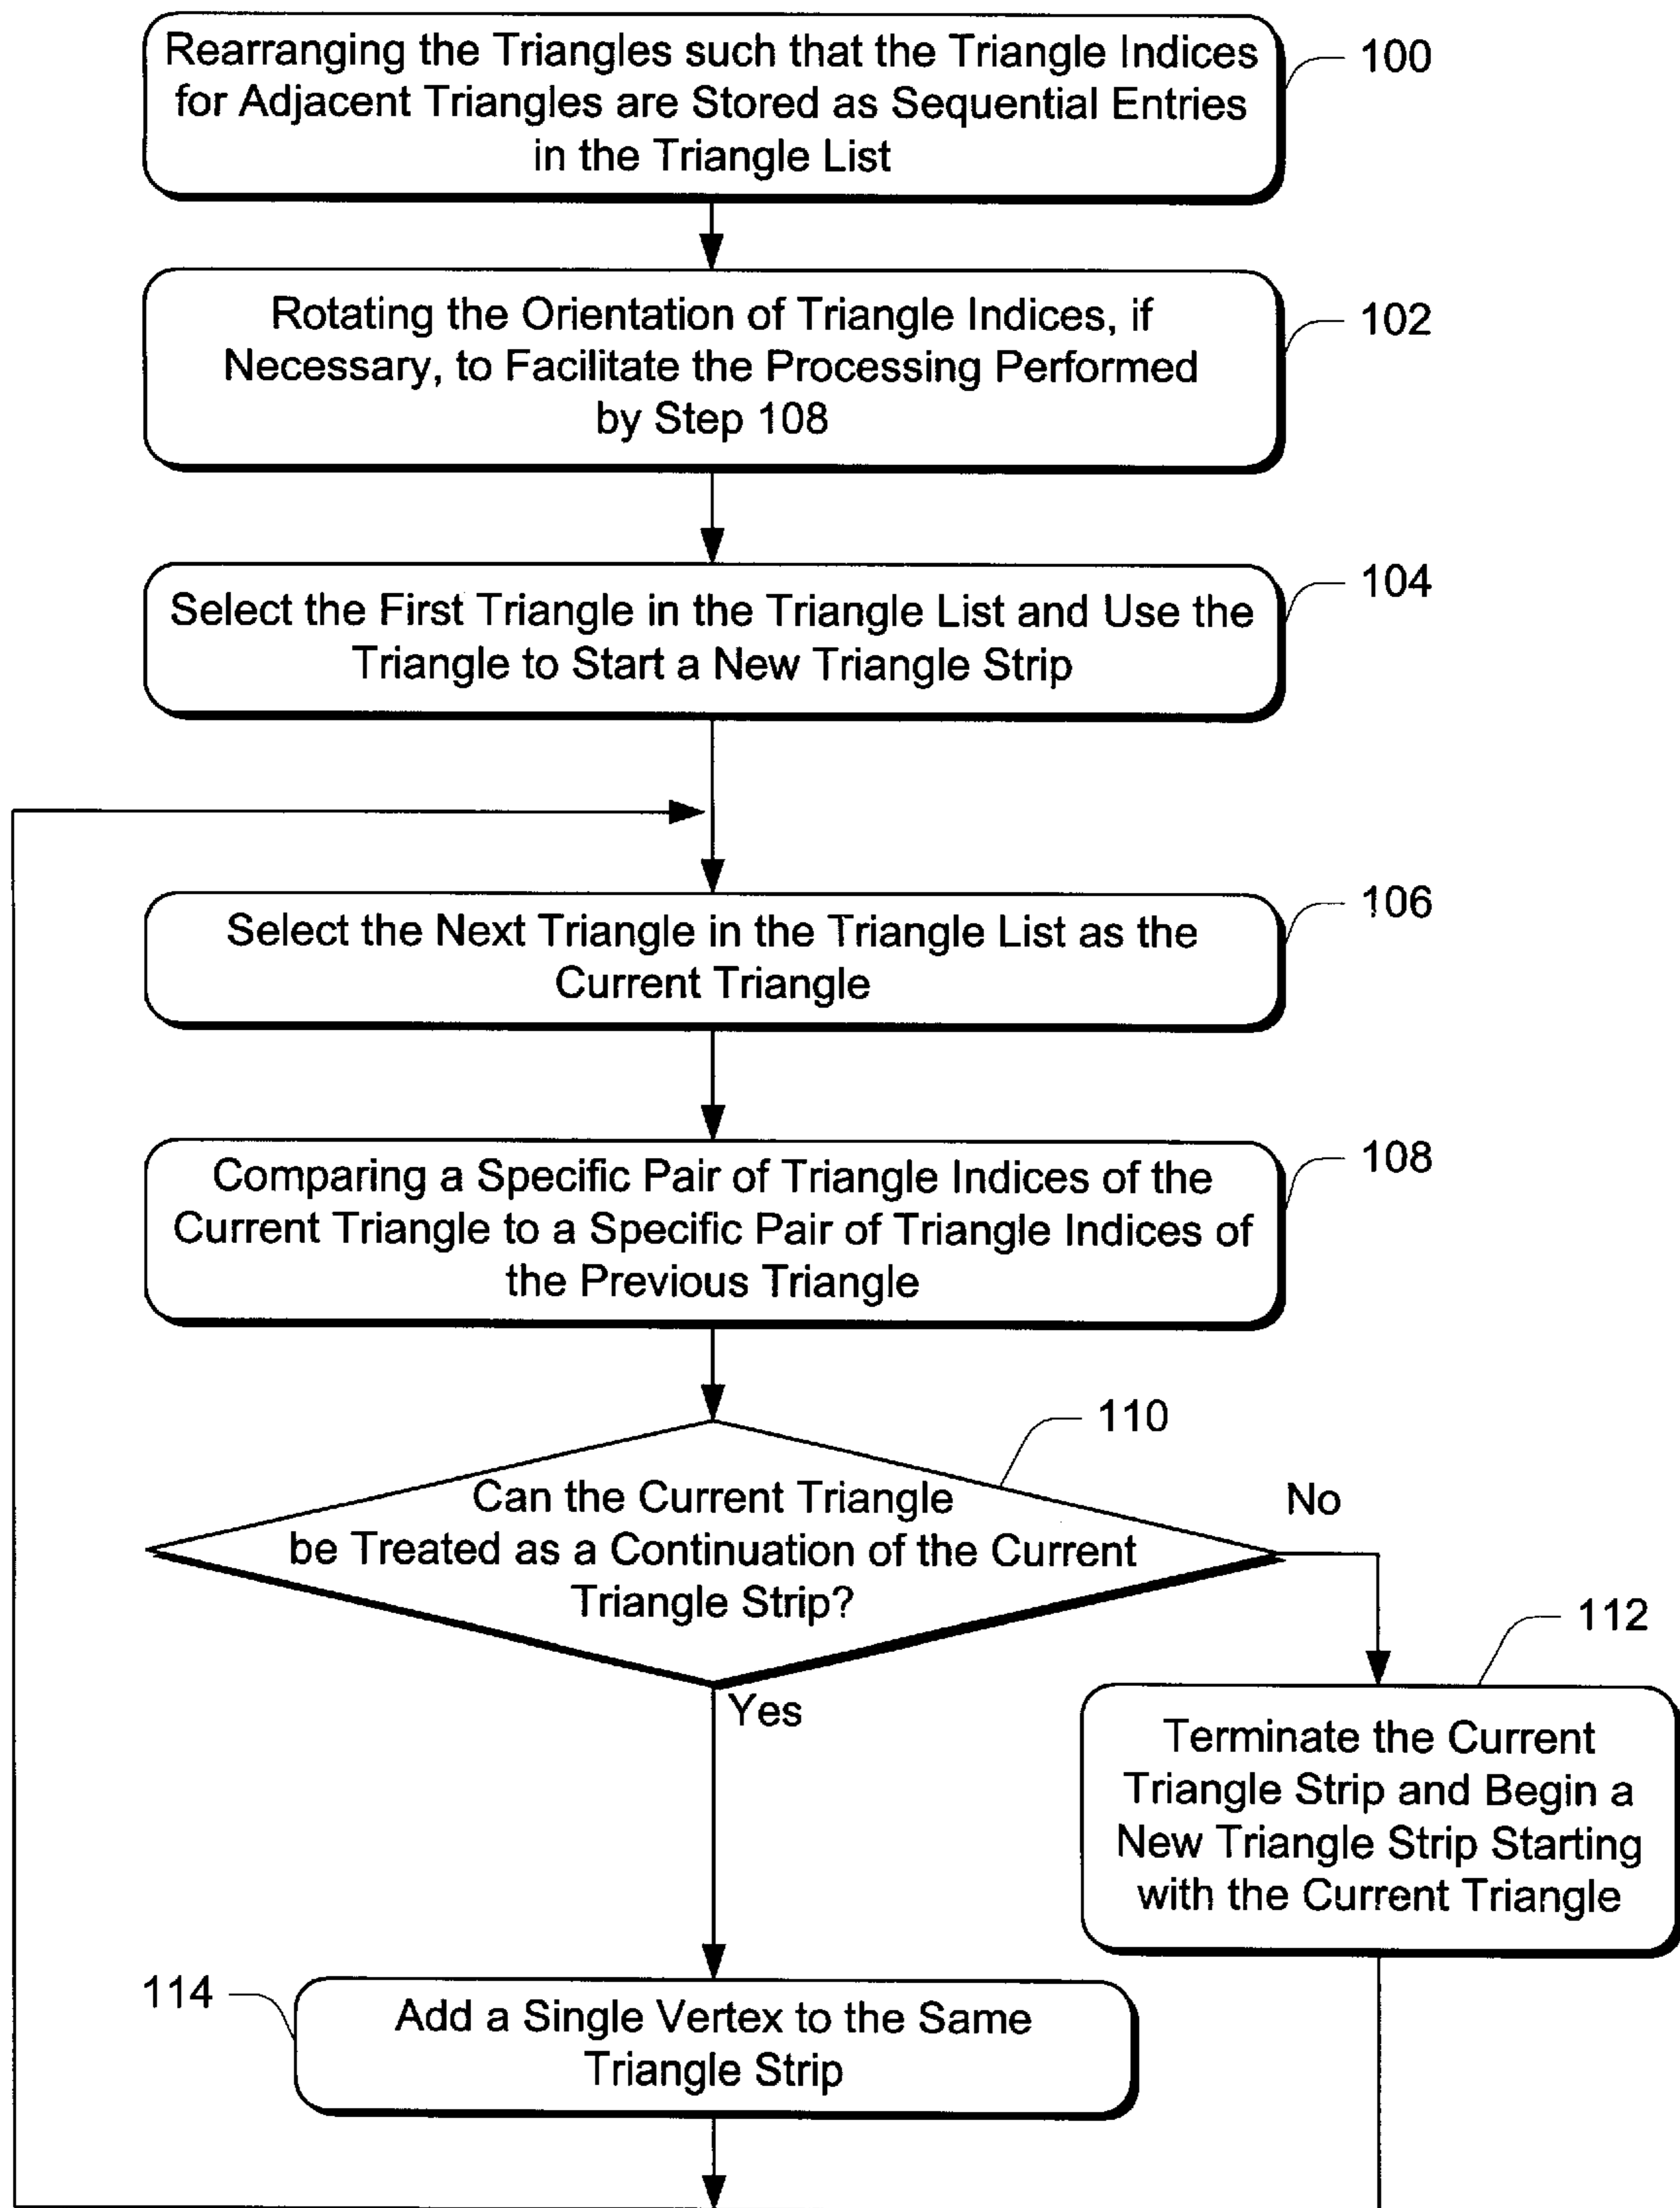 Rearranging the Triangles such that the Triangle Indices
for Adjacent Triangles are Stored as Sequential Entries
in the Triangle List
100
Rotating the Orientation of Triangle Indices, if
Necessary, to Facilitate the Processing Performed
by Step 108
102
Select the First Triangle in the Triangle List and Use the
Triangle to Start a New Triangle Strip
104
Select the Next Triangle in the Triangle List as the
Current Triangle
106
Comparing a Specific Pair of Triangle Indices of the
Current Triangle to a Specific Pair of Triangle Indices of
the Previous Triangle
108
110
Can the Current Triangle
be Treated as a Continuation of the Current
Triangle Strip?
No
Yes
112
Terminate the Current
Triangle Strip and Begin a
New Triangle Strip Starting
with the Current Triangle
114
Add a Single Vertex to the Same
Triangle Strip